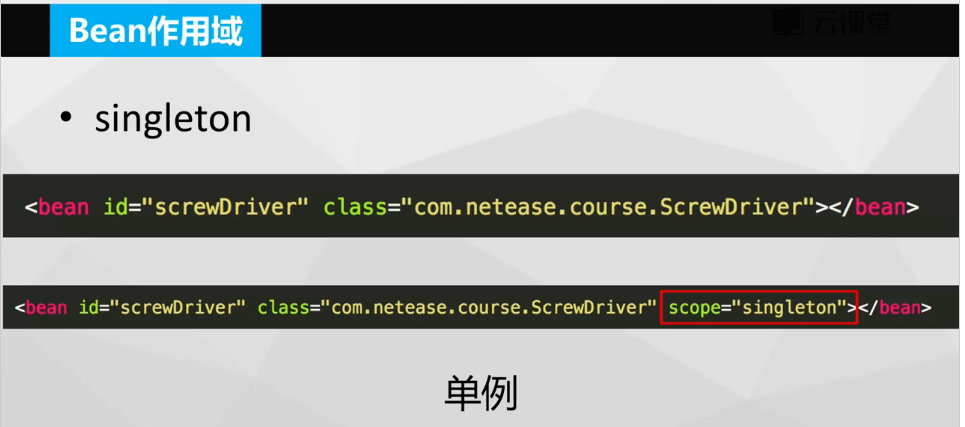 Bean作用域
云课堂
• singleton
<bean id="screwDriver" class="com.netease.course.ScrewDriver"></bean>
<bean id="screwDriver" class="com.netease.course.ScrewDriver" scope="singleton"></bean>
单例